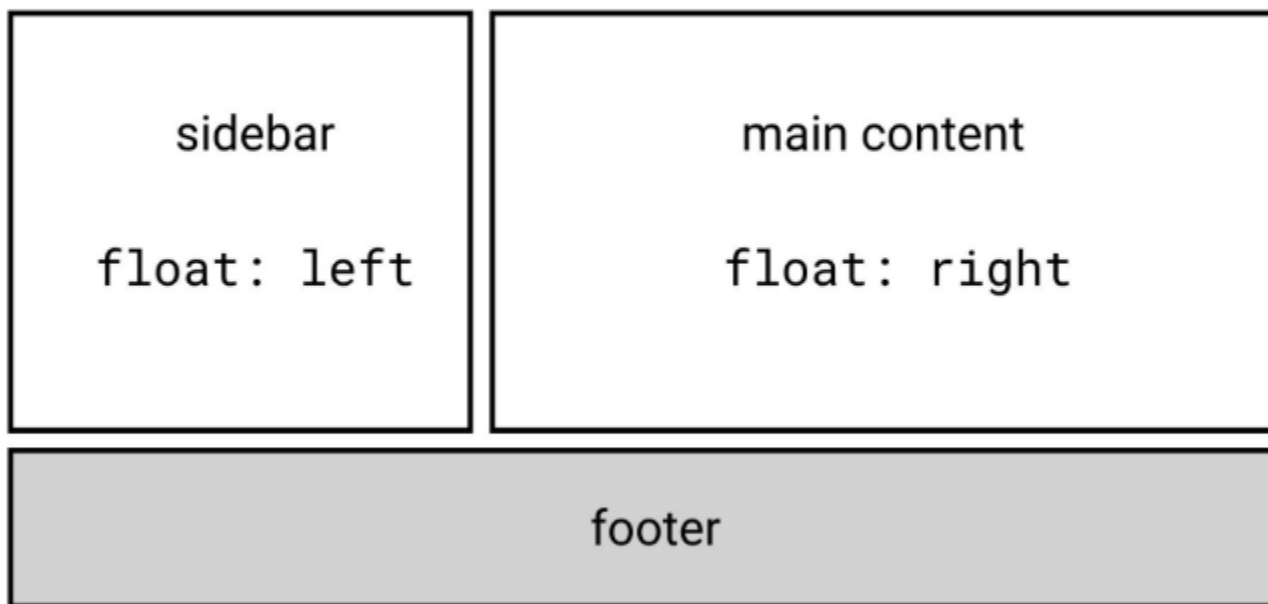 sidebar
float: left
main content
float: right
footer